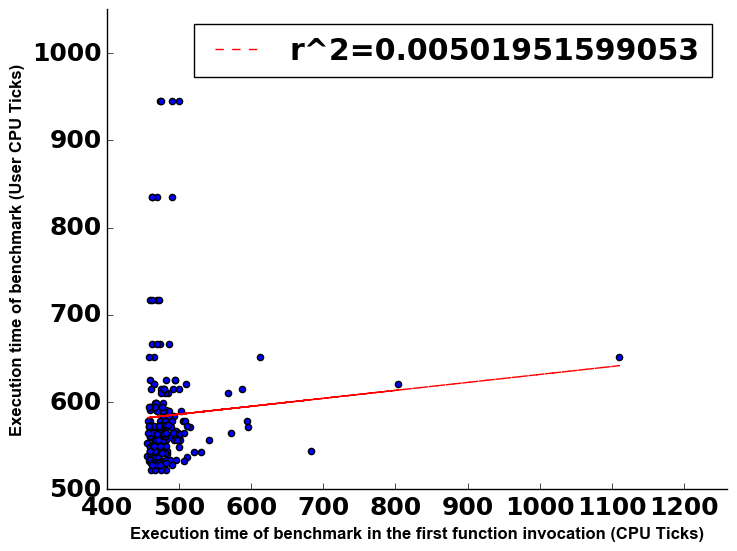 r^2=0.00501951599053
1000
900
800
700
600
500
Execution time of benchmark (User CPU Ticks)
400 500 600 700 800 900 1000 1100 1200
Execution time of benchmark in the first function invocation (CPU Ticks)